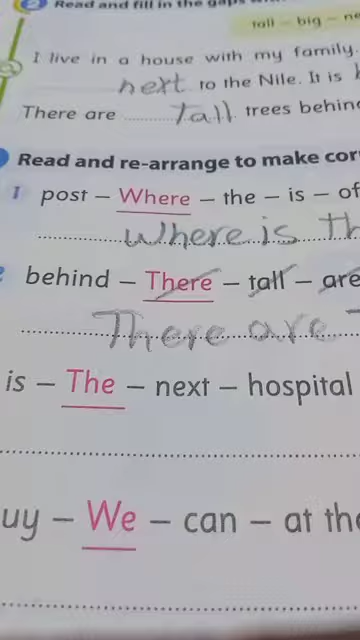 2 Read and fill in the gaps
tall – big – ne
I live in a house with my family.
next to the Nile. It is
There are .......... Tall trees behin
Read and re-arrange to make cor
1 post – Where – the – is – of
Where is Th
behind – There – tall – are
There are T
is – The – next – hospital
uy – We – can – at the